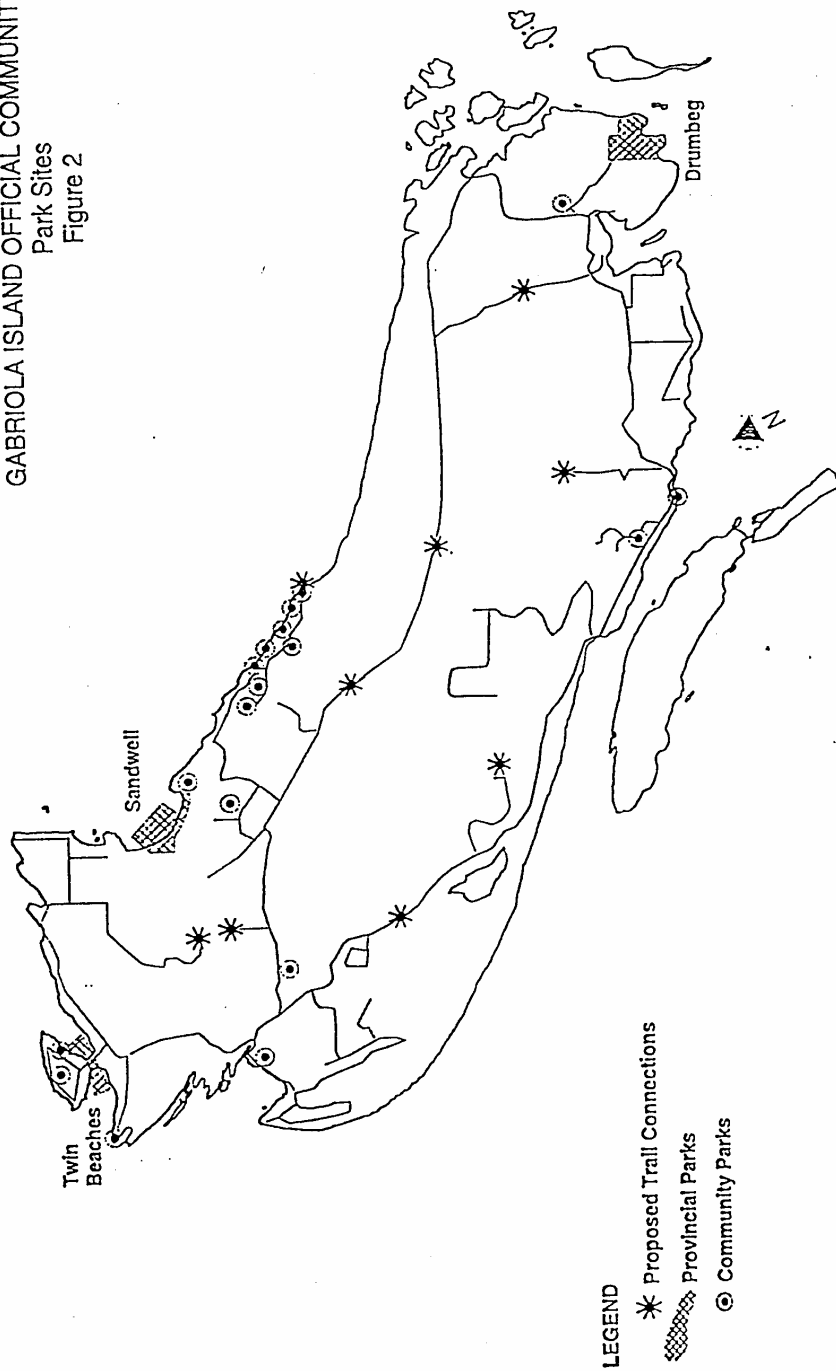 GABRIOLA ISLAND OFFICIAL COMMUNIT
Park Sites
Figure 2
Sandwell
Drumbeg
Twin
Beaches
N
LEGEND
Proposed Trail Connections
Provincial Parks
Community Parks